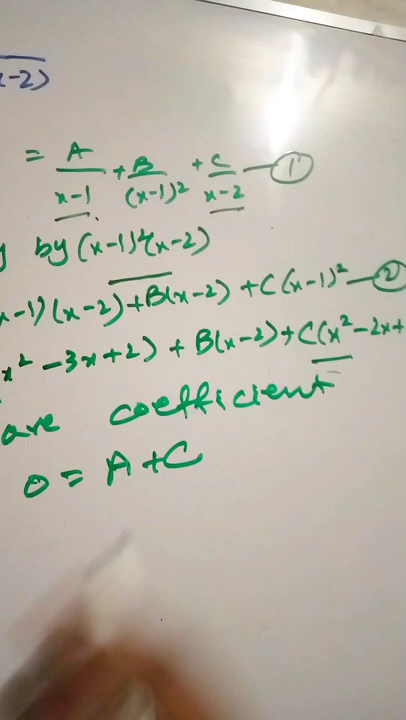 x-2)
= A/(x-1) + B/(x-1)² + C/(x-2) — ①
y by (x-1)²(x-2)
x-1)(x-2)+B(x-2) + C(x-1)² — ②
x² - 3x+2) + B(x-2)+C(x²-2x+
are coefficient
0 = A+C